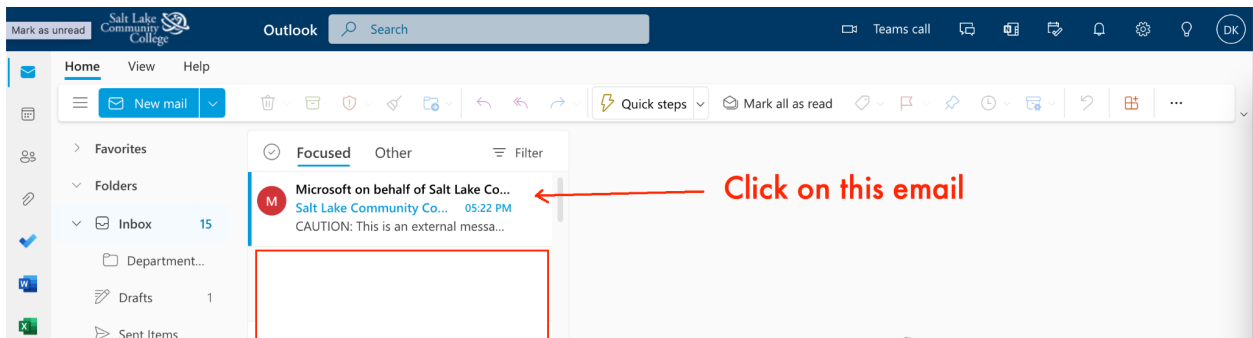 Mark as unread
Salt Lake
Community
College
Outlook
Search
Teams call
DK
Home View Help
New mail
Quick steps
Mark all as read
Favorites
Focused Other
Filter
Folders
M
Microsoft on behalf of Salt Lake Co...
Salt Lake Community Co... 05:22 PM
CAUTION: This is an external messa...
Click on this email
Inbox 15
Department...
Drafts 1
Sent Items